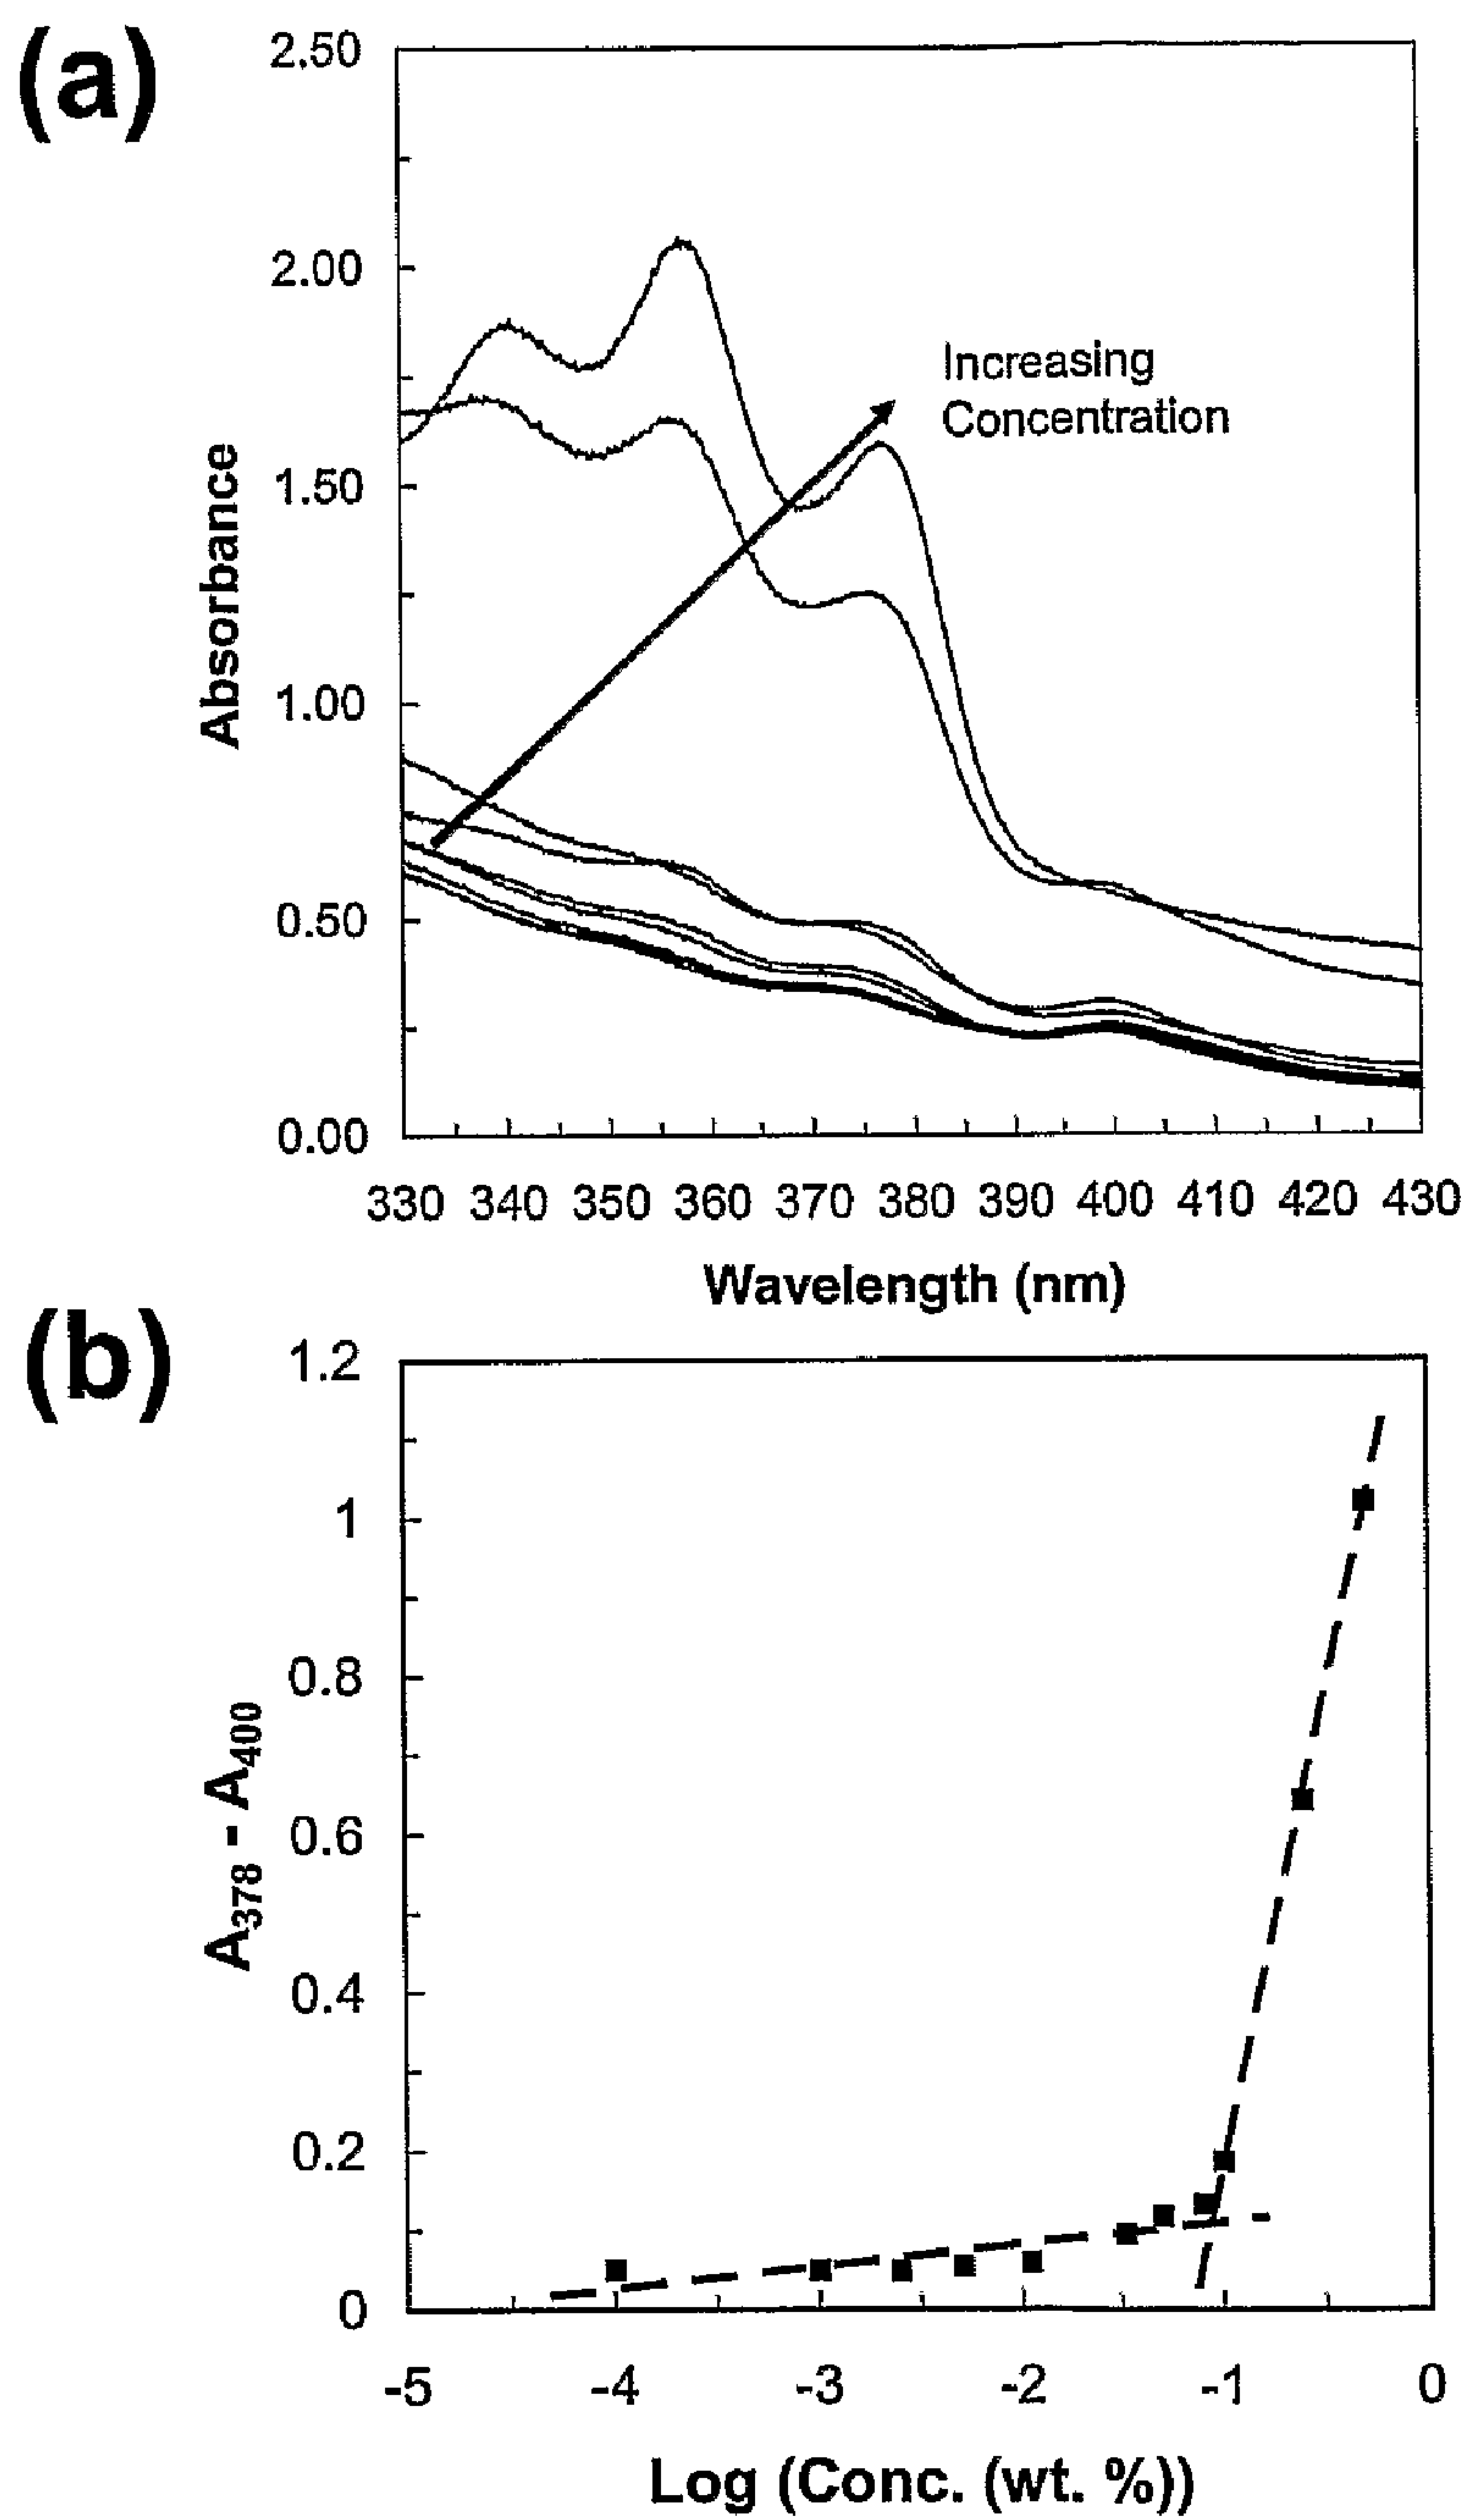 (a)
2.50
2.00
1.50
1.00
0.50
0.00
Absorbance
Increasing
Concentration
330 340 350 360 370 380 390 400 410 420 430
Wavelength (nm)
(b)
1.2
1
0.8
0.6
0.4
0.2
0
A378 - A400
-5 -4 -3 -2 -1 0
Log (Conc. (wt. %))